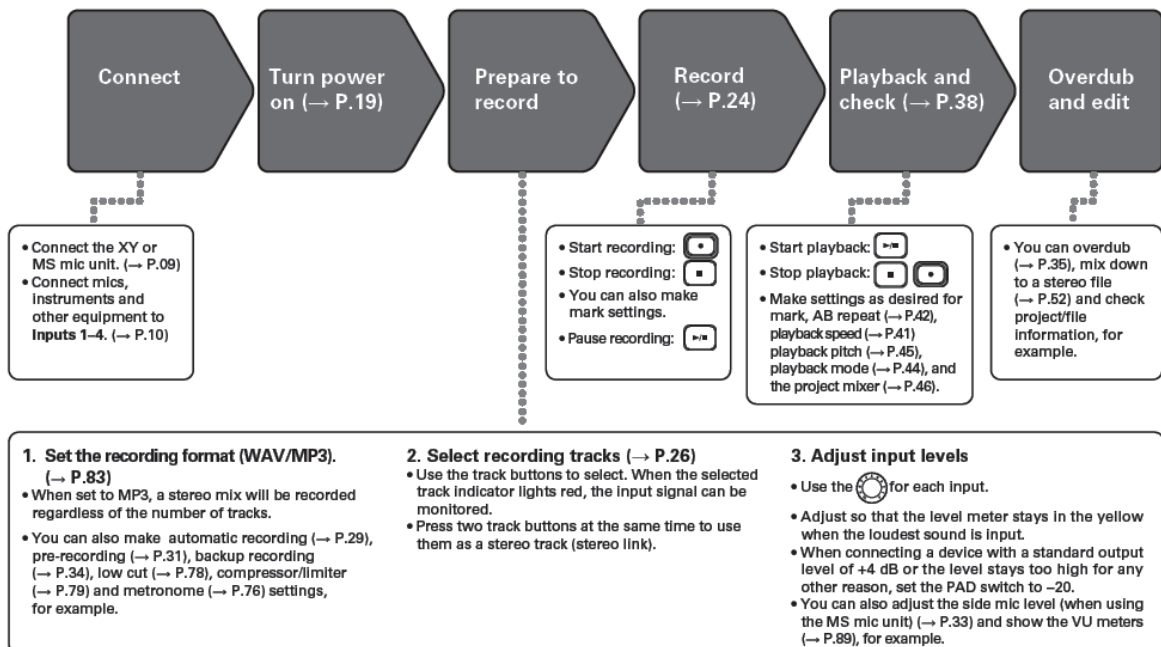 Connect
Turn power
on (→ P.19)
Prepare to
record
Record
(→ P.24)
Playback and
check (→ P.38)
Overdub
and edit
• Connect the XY or
MS mic unit. (→ P.09)
• Connect mics,
instruments and
other equipment to
Inputs 1–4. (→ P.10)
• Start recording:
• Stop recording:
• You can also make
mark settings.
• Pause recording:
• Start playback:
• Stop playback:
• Make settings as desired for
mark, AB repeat (→ P.42),
playback speed (→ P.41)
playback pitch (→ P.45),
playback mode (→ P.44), and
the project mixer (→ P.46).
• You can overdub
(→ P.35), mix down
to a stereo file
(→ P.52) and check
project/file
information, for
example.
1. Set the recording format (WAV/MP3).
(→ P.83)
• When set to MP3, a stereo mix will be recorded
regardless of the number of tracks.
• You can also make automatic recording (→ P.29),
pre-recording (→ P.31), backup recording
(→ P.34), low cut (→ P.78), compressor/limiter
(→ P.79) and metronome (→ P.76) settings,
for example.
2. Select recording tracks (→ P.26)
• Use the track buttons to select. When the selected
track indicator lights red, the input signal can be
monitored.
• Press two track buttons at the same time to use
them as a stereo track (stereo link).
3. Adjust input levels
• Use the for each input.
• Adjust so that the level meter stays in the yellow
when the loudest sound is input.
• When connecting a device with a standard output
level of +4 dB or the level stays too high for any
other reason, set the PAD switch to –20.
• You can also adjust the side mic level (when using
the MS mic unit) (→ P.33) and show the VU meters
(→ P.89), for example.